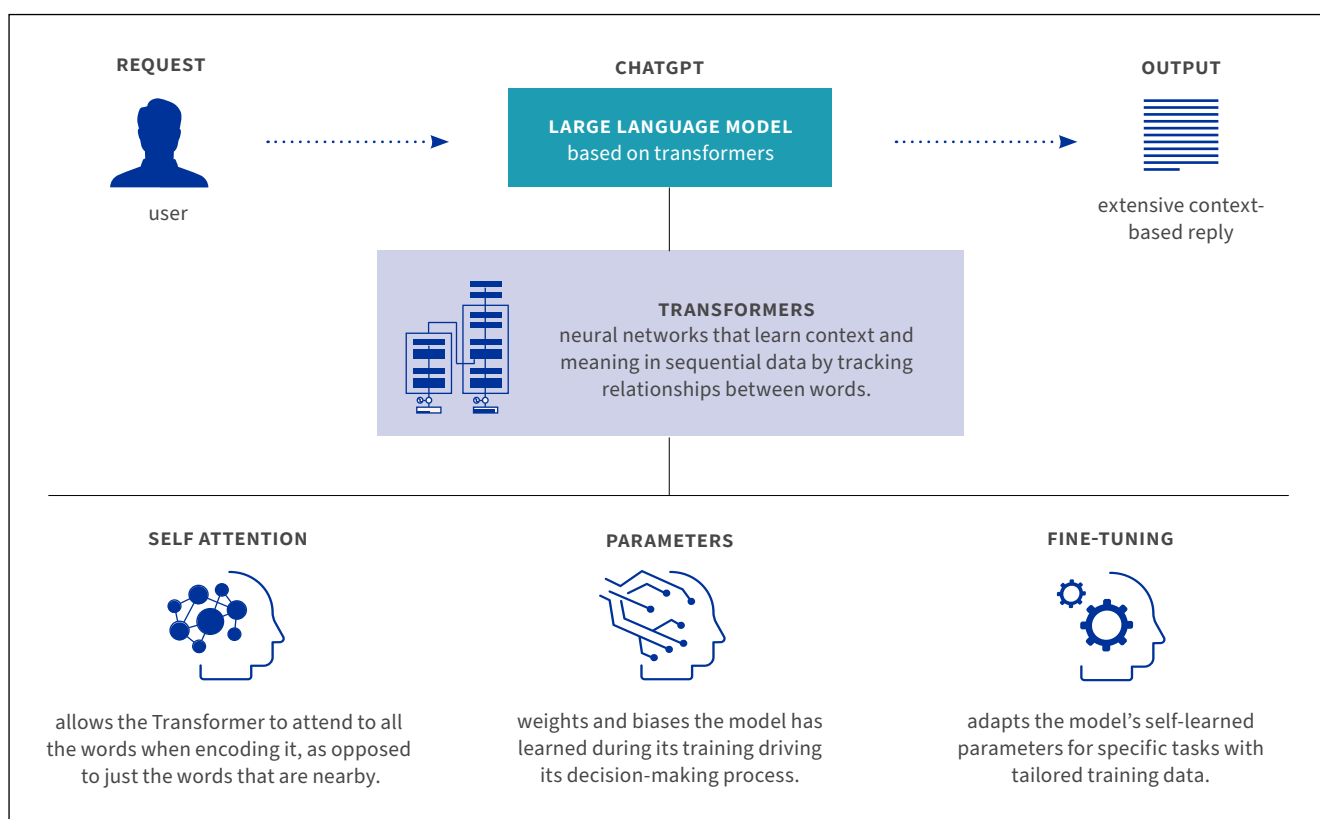 REQUEST
user
CHATGPT
LARGE LANGUAGE MODEL
based on transformers
OUTPUT
extensive context-
based reply
TRANSFORMERS
neural networks that learn context and
meaning in sequential data by tracking
relationships between words.
SELF ATTENTION
allows the Transformer to attend to all
the words when encoding it, as opposed
to just the words that are nearby.
PARAMETERS
weights and biases the model has
learned during its training driving
its decision-making process.
FINE-TUNING
adapts the model’s self-learned
parameters for specific tasks with
tailored training data.